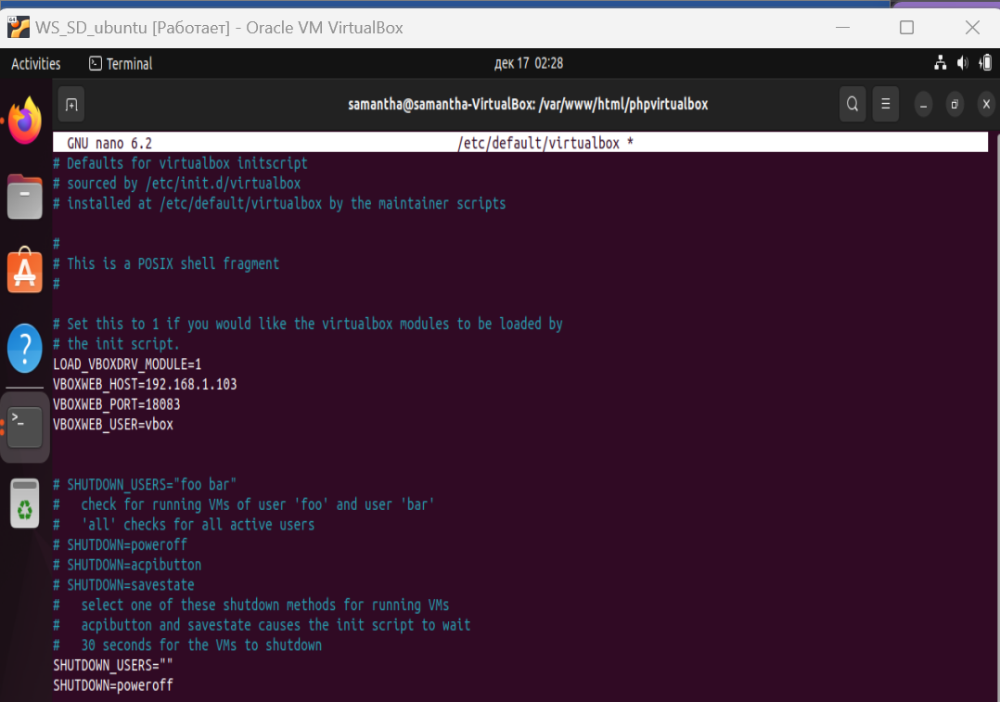 WS_SD_ubuntu [Работает] - Oracle VM VirtualBox
Activities Terminal дек 17 02:28
samantha@samantha-VirtualBox: /var/www/html/phpvirtualbox
GNU nano 6.2 /etc/default/virtualbox *
# Defaults for virtualbox initscript
# sourced by /etc/init.d/virtualbox
# installed at /etc/default/virtualbox by the maintainer scripts
#
# This is a POSIX shell fragment
#
# Set this to 1 if you would like the virtualbox modules to be loaded by
# the init script.
LOAD_VBOXDRV_MODULE=1
VBOXWEB_HOST=192.168.1.103
VBOXWEB_PORT=18083
VBOXWEB_USER=vbox
# SHUTDOWN_USERS="foo bar"
#   check for running VMs of user 'foo' and user 'bar'
#   'all' checks for all active users
# SHUTDOWN=poweroff
# SHUTDOWN=acpibutton
# SHUTDOWN=savestate
#   select one of these shutdown methods for running VMs
#   acpibutton and savestate causes the init script to wait
#   30 seconds for the VMs to shutdown
SHUTDOWN_USERS=""
SHUTDOWN=poweroff